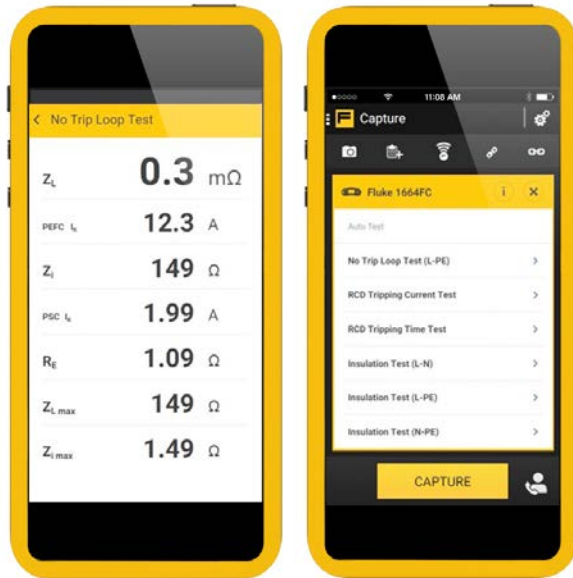 No Trip Loop Test
ZL 0.3 mΩ
PEFC Ik 12.3 A
Zi 149 Ω
PSC Ik 1.99 A
RE 1.09 Ω
ZL max 149 Ω
Zi max 1.49 Ω
11:08 AM
F Capture
Fluke 1664FC i
Auto Test
No Trip Loop Test (L-PE)
RCD Tripping Current Test
RCD Tripping Time Test
Insulation Test (L-N)
Insulation Test (L-PE)
Insulation Test (N-PE)
CAPTURE